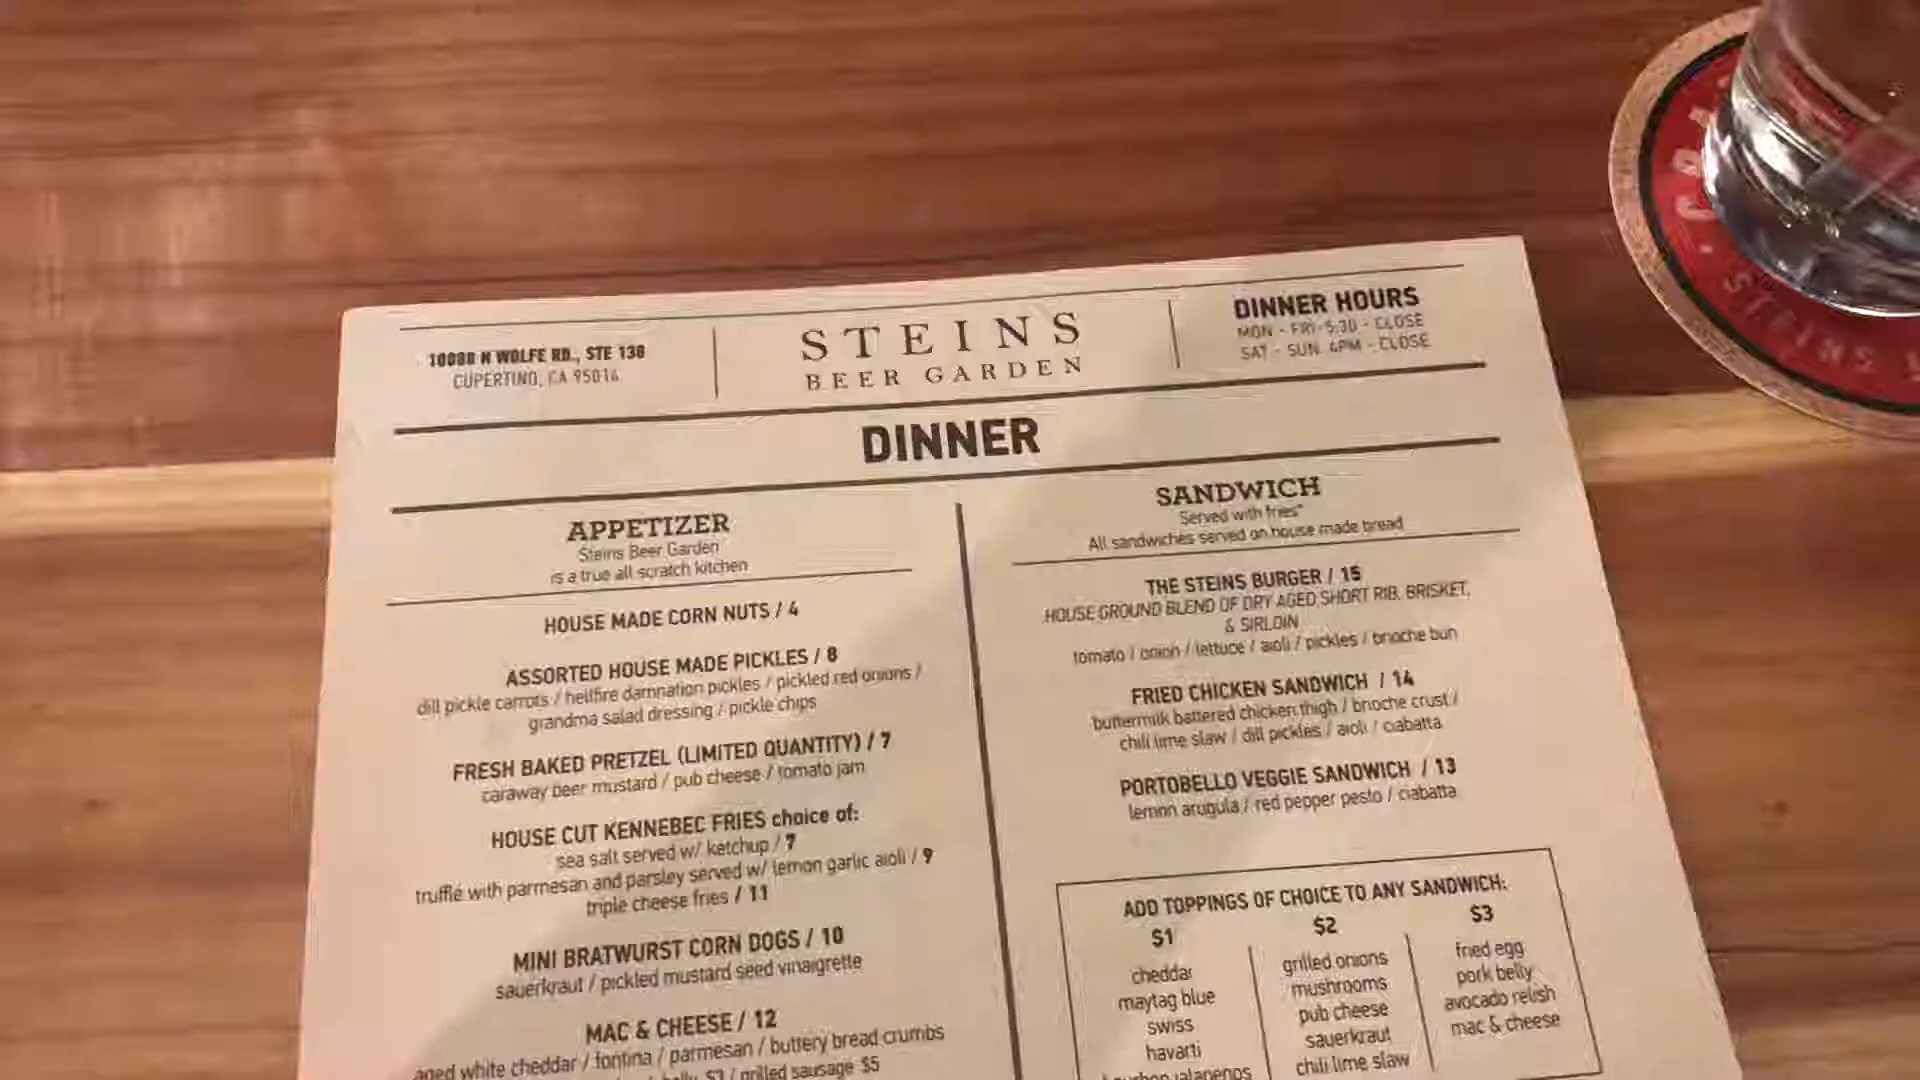 10088 N WOLFE RD., STE 130
CUPERTINO, CA 95014
STEINS
BEER GARDEN
DINNER HOURS
MON - FRI 5:30 - CLOSE
SAT - SUN 4PM - CLOSE
DINNER
APPETIZER
Steins Beer Garden
is a true all scratch kitchen
HOUSE MADE CORN NUTS / 4
ASSORTED HOUSE MADE PICKLES / 8
dill pickle carrots / hellfire damnation pickles / pickled red onions /
grandma salad dressing / pickle chips
FRESH BAKED PRETZEL (LIMITED QUANTITY) / 7
caraway beer mustard / pub cheese / tomato jam
HOUSE CUT KENNEBEC FRIES choice of:
sea salt served w/ ketchup / 7
truffle with parmesan and parsley served w/ lemon garlic aioli / 9
triple cheese fries / 11
MINI BRATWURST CORN DOGS / 10
sauerkraut / pickled mustard seed vinaigrette
MAC & CHEESE / 12
aged white cheddar / fontina / parmesan / buttery bread crumbs
$3 / grilled sausage $5
SANDWICH
Served with fries*
All sandwiches served on house made bread
THE STEINS BURGER / 15
HOUSE GROUND BLEND OF DRY AGED SHORT RIB, BRISKET,
& SIRLOIN
tomato / onion / lettuce / aioli / pickles / brioche bun
FRIED CHICKEN SANDWICH / 14
buttermilk battered chicken thigh / brioche crust /
chili lime slaw / dill pickles / aioli / ciabatta
PORTOBELLO VEGGIE SANDWICH / 13
lemon arugula / red pepper pesto / ciabatta
ADD TOPPINGS OF CHOICE TO ANY SANDWICH:
$1
cheddar
maytag blue
swiss
havarti
jalapenos
$2
grilled onions
mushrooms
pub cheese
sauerkraut
chili lime slaw
$3
fried egg
pork belly
avocado relish
mac & cheese
STEINS